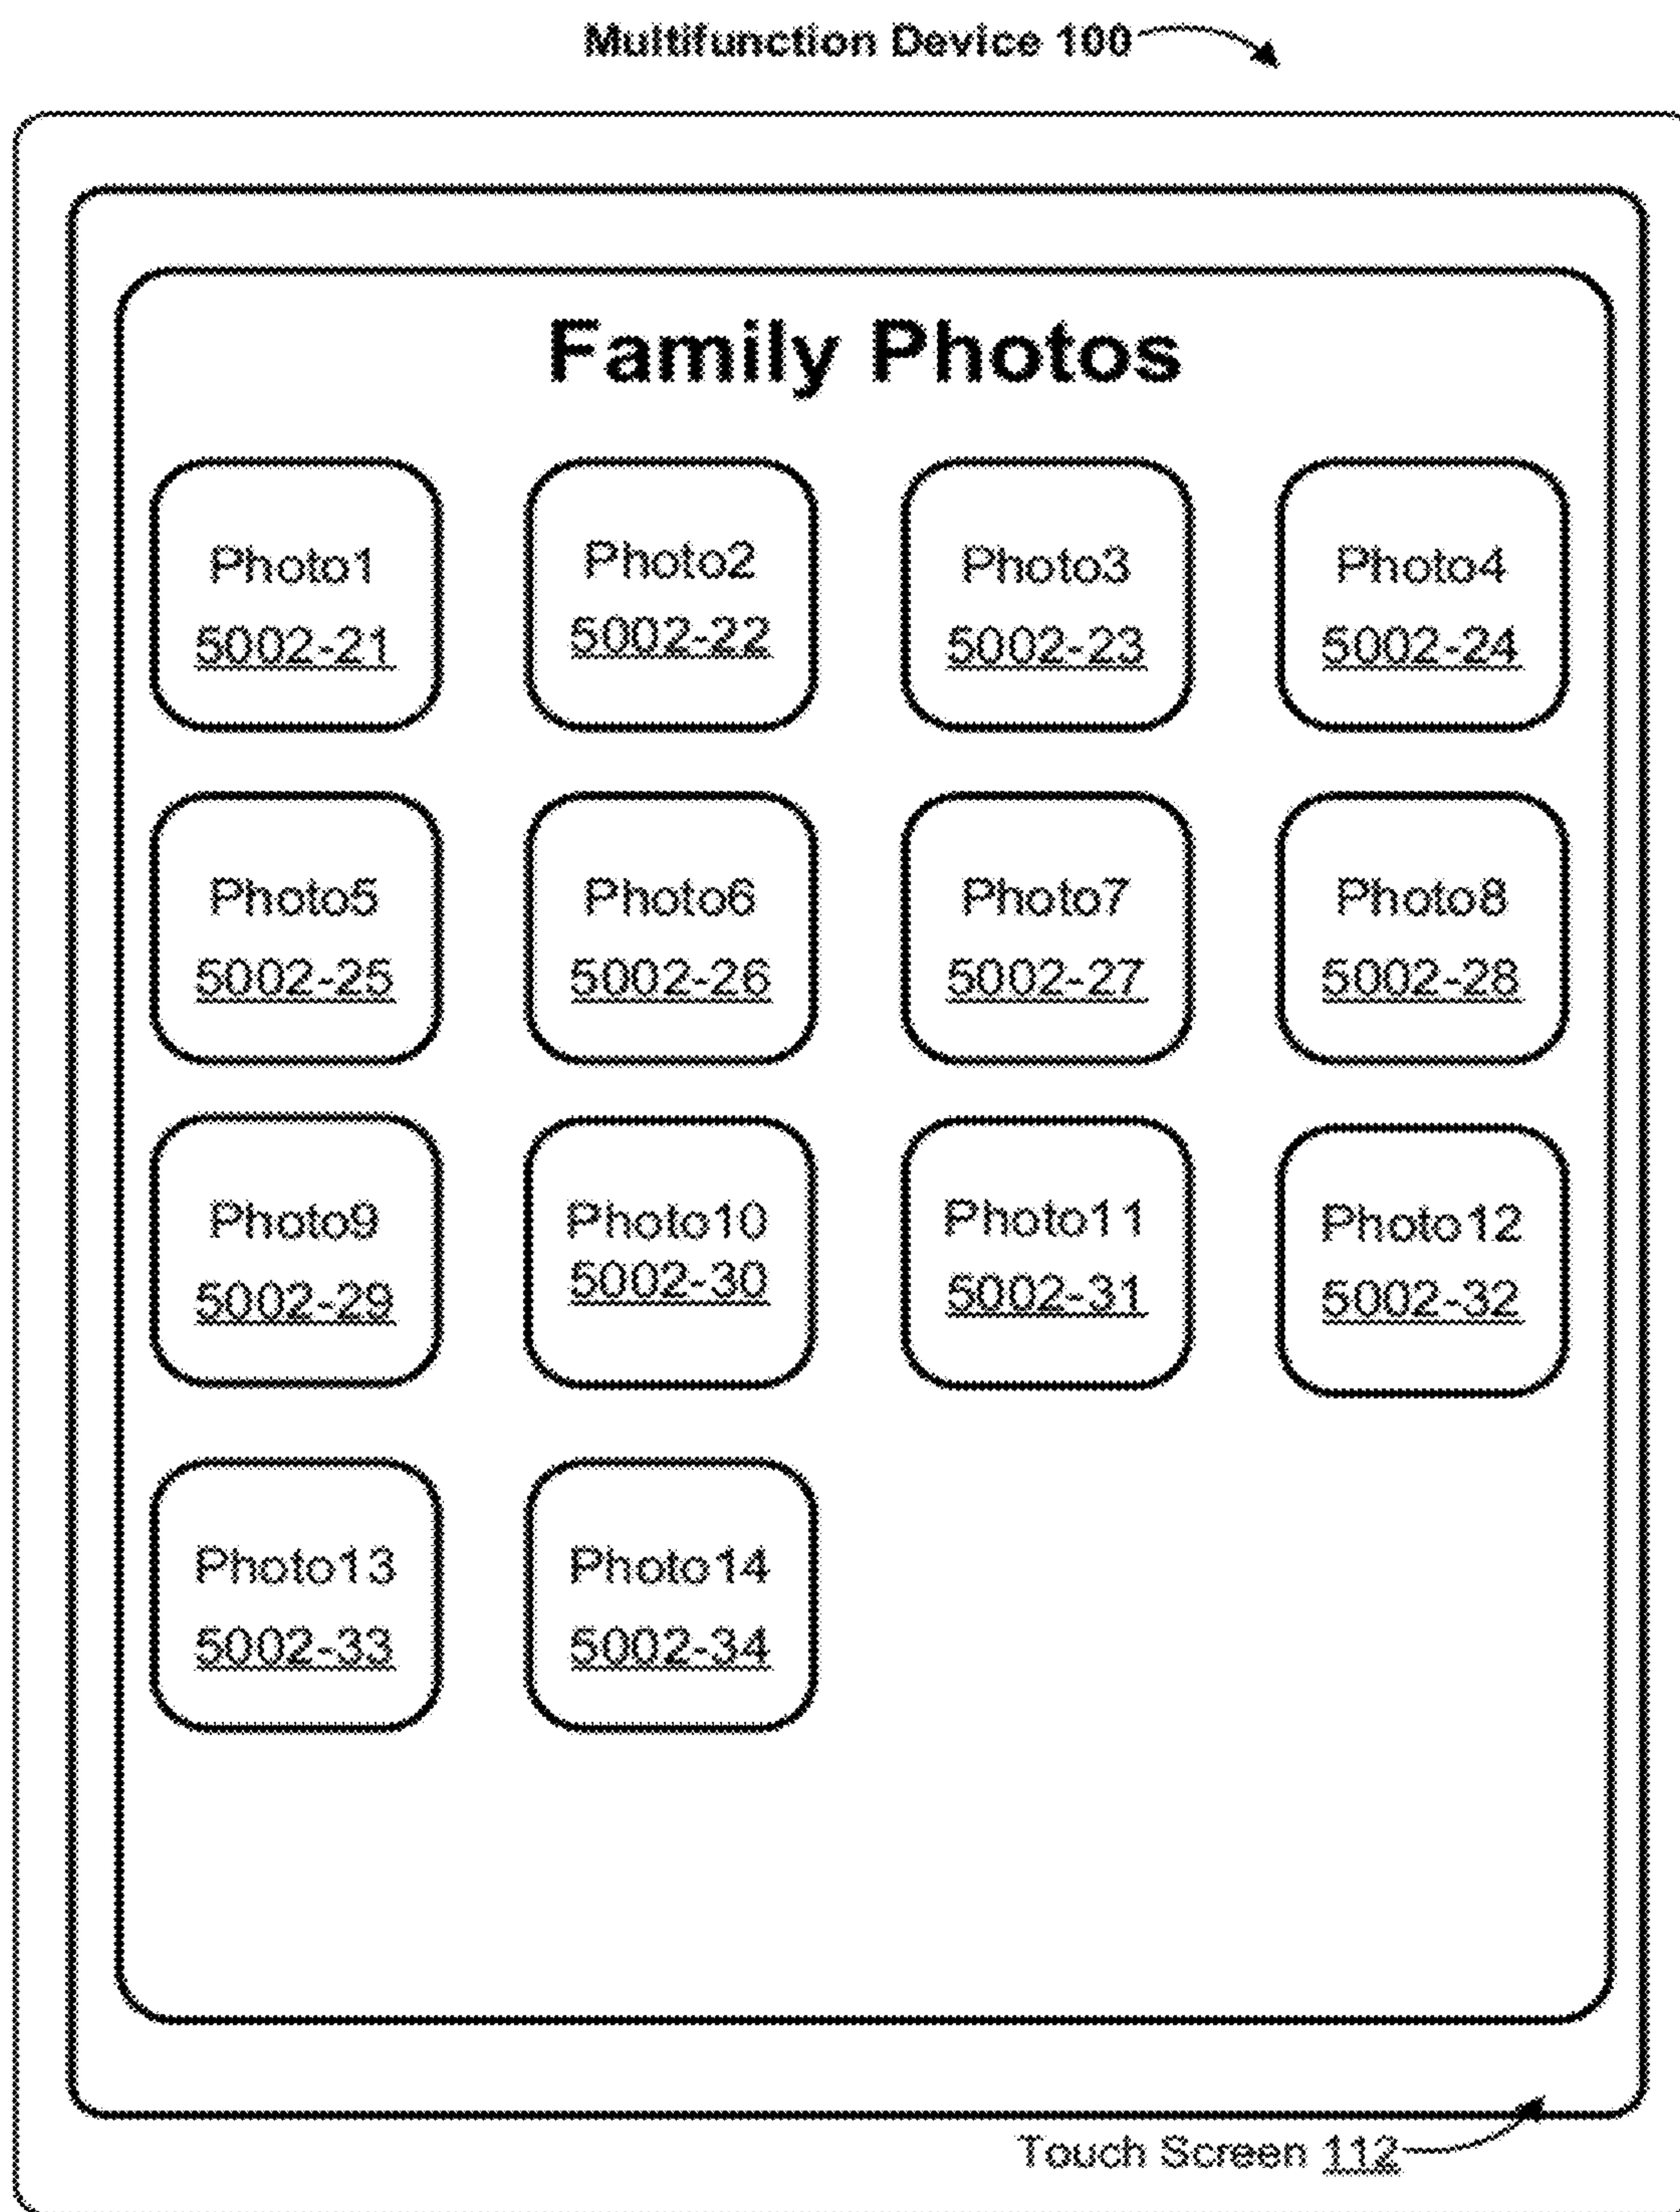 Multifunction Device 100
Family Photos
Photo1
5002-21
Photo2
5002-22
Photo3
5002-23
Photo4
5002-24
Photo5
5002-25
Photo6
5002-26
Photo7
5002-27
Photo8
5002-28
Photo9
5002-29
Photo10
5002-30
Photo11
5002-31
Photo12
5002-32
Photo13
5002-33
Photo14
5002-34
Touch Screen 112